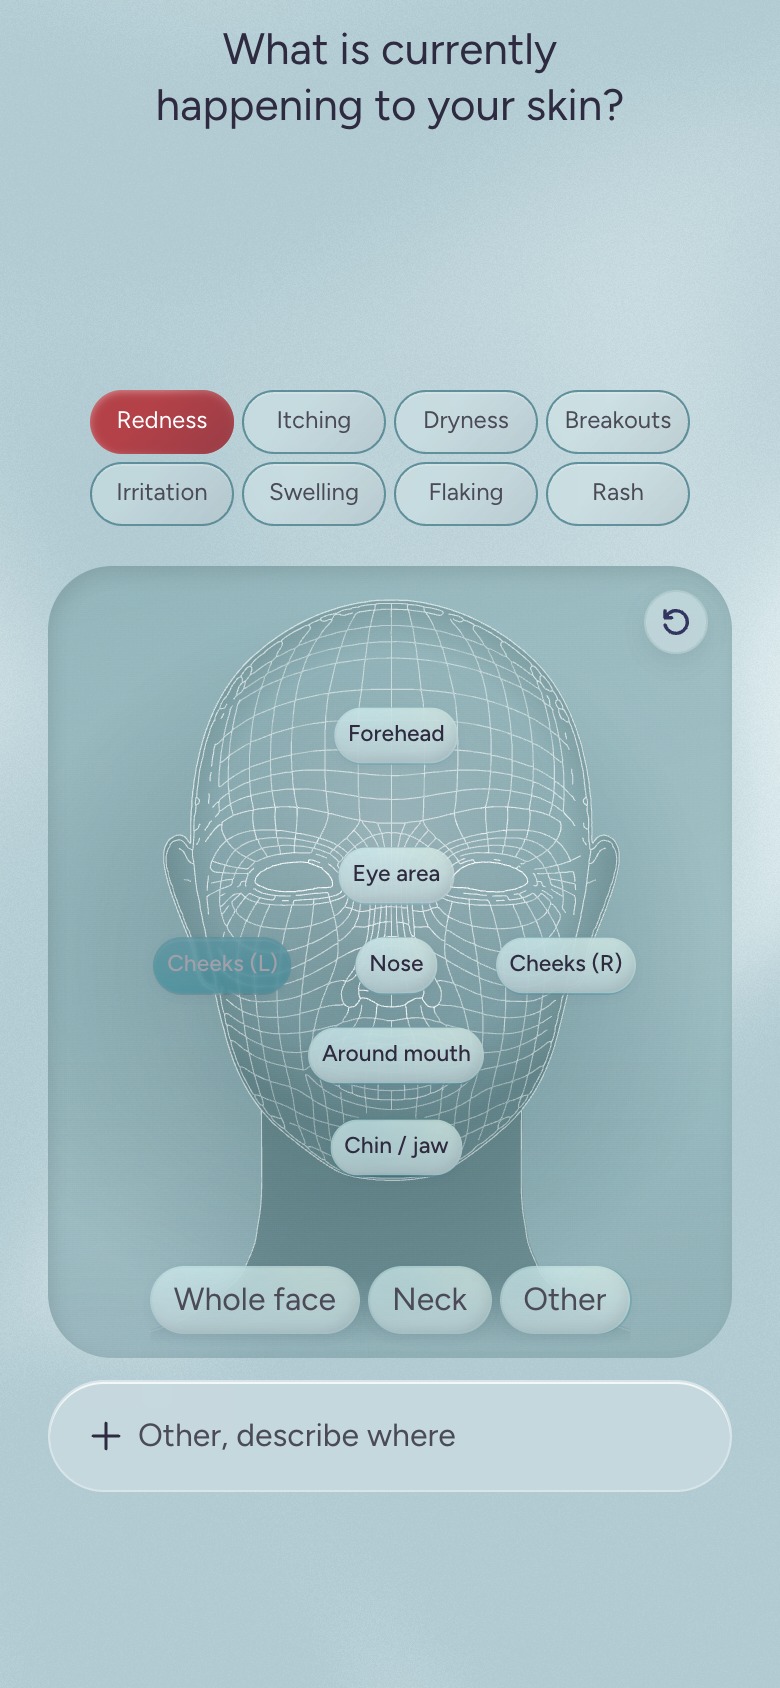 What is currently
happening to your skin?
Redness Itching Dryness Breakouts
Irritation Swelling Flaking Rash
Forehead
Eye area
Cheeks (L) Nose Cheeks (R)
Around mouth
Chin / jaw
Whole face Neck Other
Other, describe where